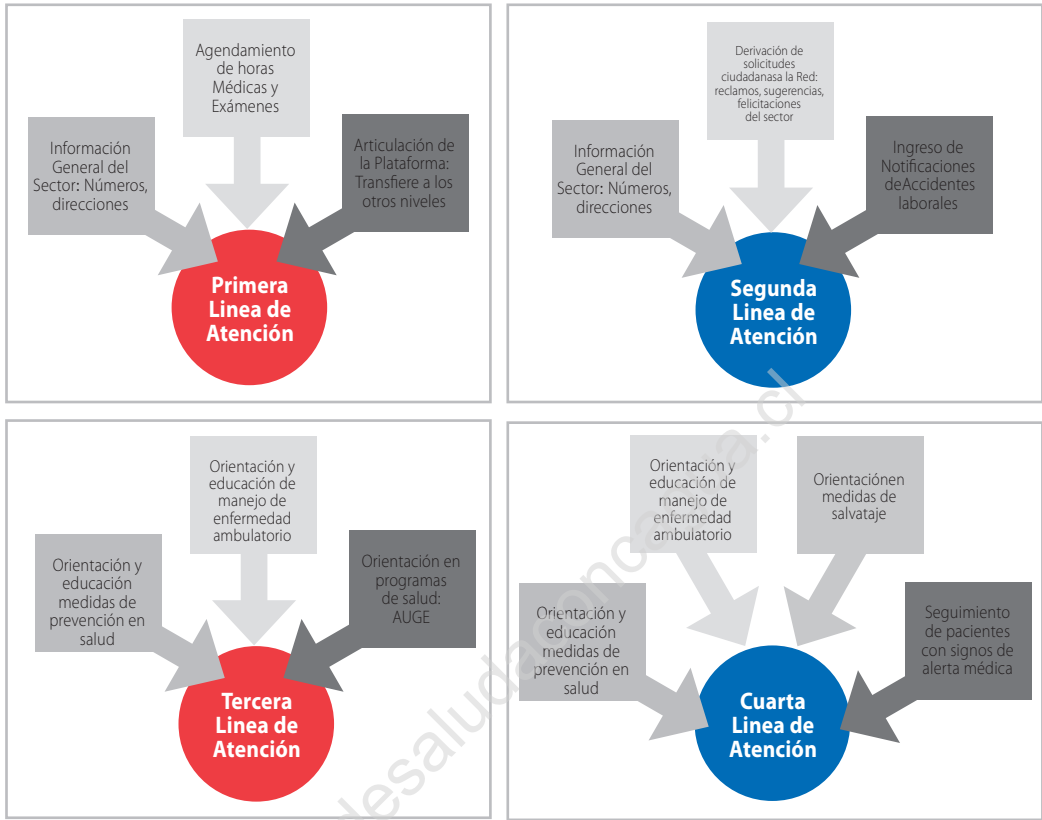 Agendamiento
de horas
Médicas y
Exámenes
Información
General del
Sector: Números,
direcciones
Articulación de
la Plataforma:
Transfiere a los
otros niveles
Primera
Linea de
Atención
Derivación de
solicitudes
ciudadanasa la Red:
reclamos, sugerencias,
felicitaciones
del sector
Información
General del
Sector: Números,
direcciones
Ingreso de
Notificaciones
deAccidentes
laborales
Segunda
Linea de
Atención
Orientación y
educación de
manejo de
enfermedad
ambulatorio
Orientación y
educación
medidas de
prevención en
salud
Orientación en
programas
de salud:
AUGE
Tercera
Linea de
Atención
Orientación y
educación de
manejo de
enfermedad
ambulatorio
Orientaciónen
medidas de
salvataje
Orientación y
educación
medidas de
prevención en
salud
Seguimiento
de pacientes
con signos de
alerta médica
Cuarta
Linea de
Atención